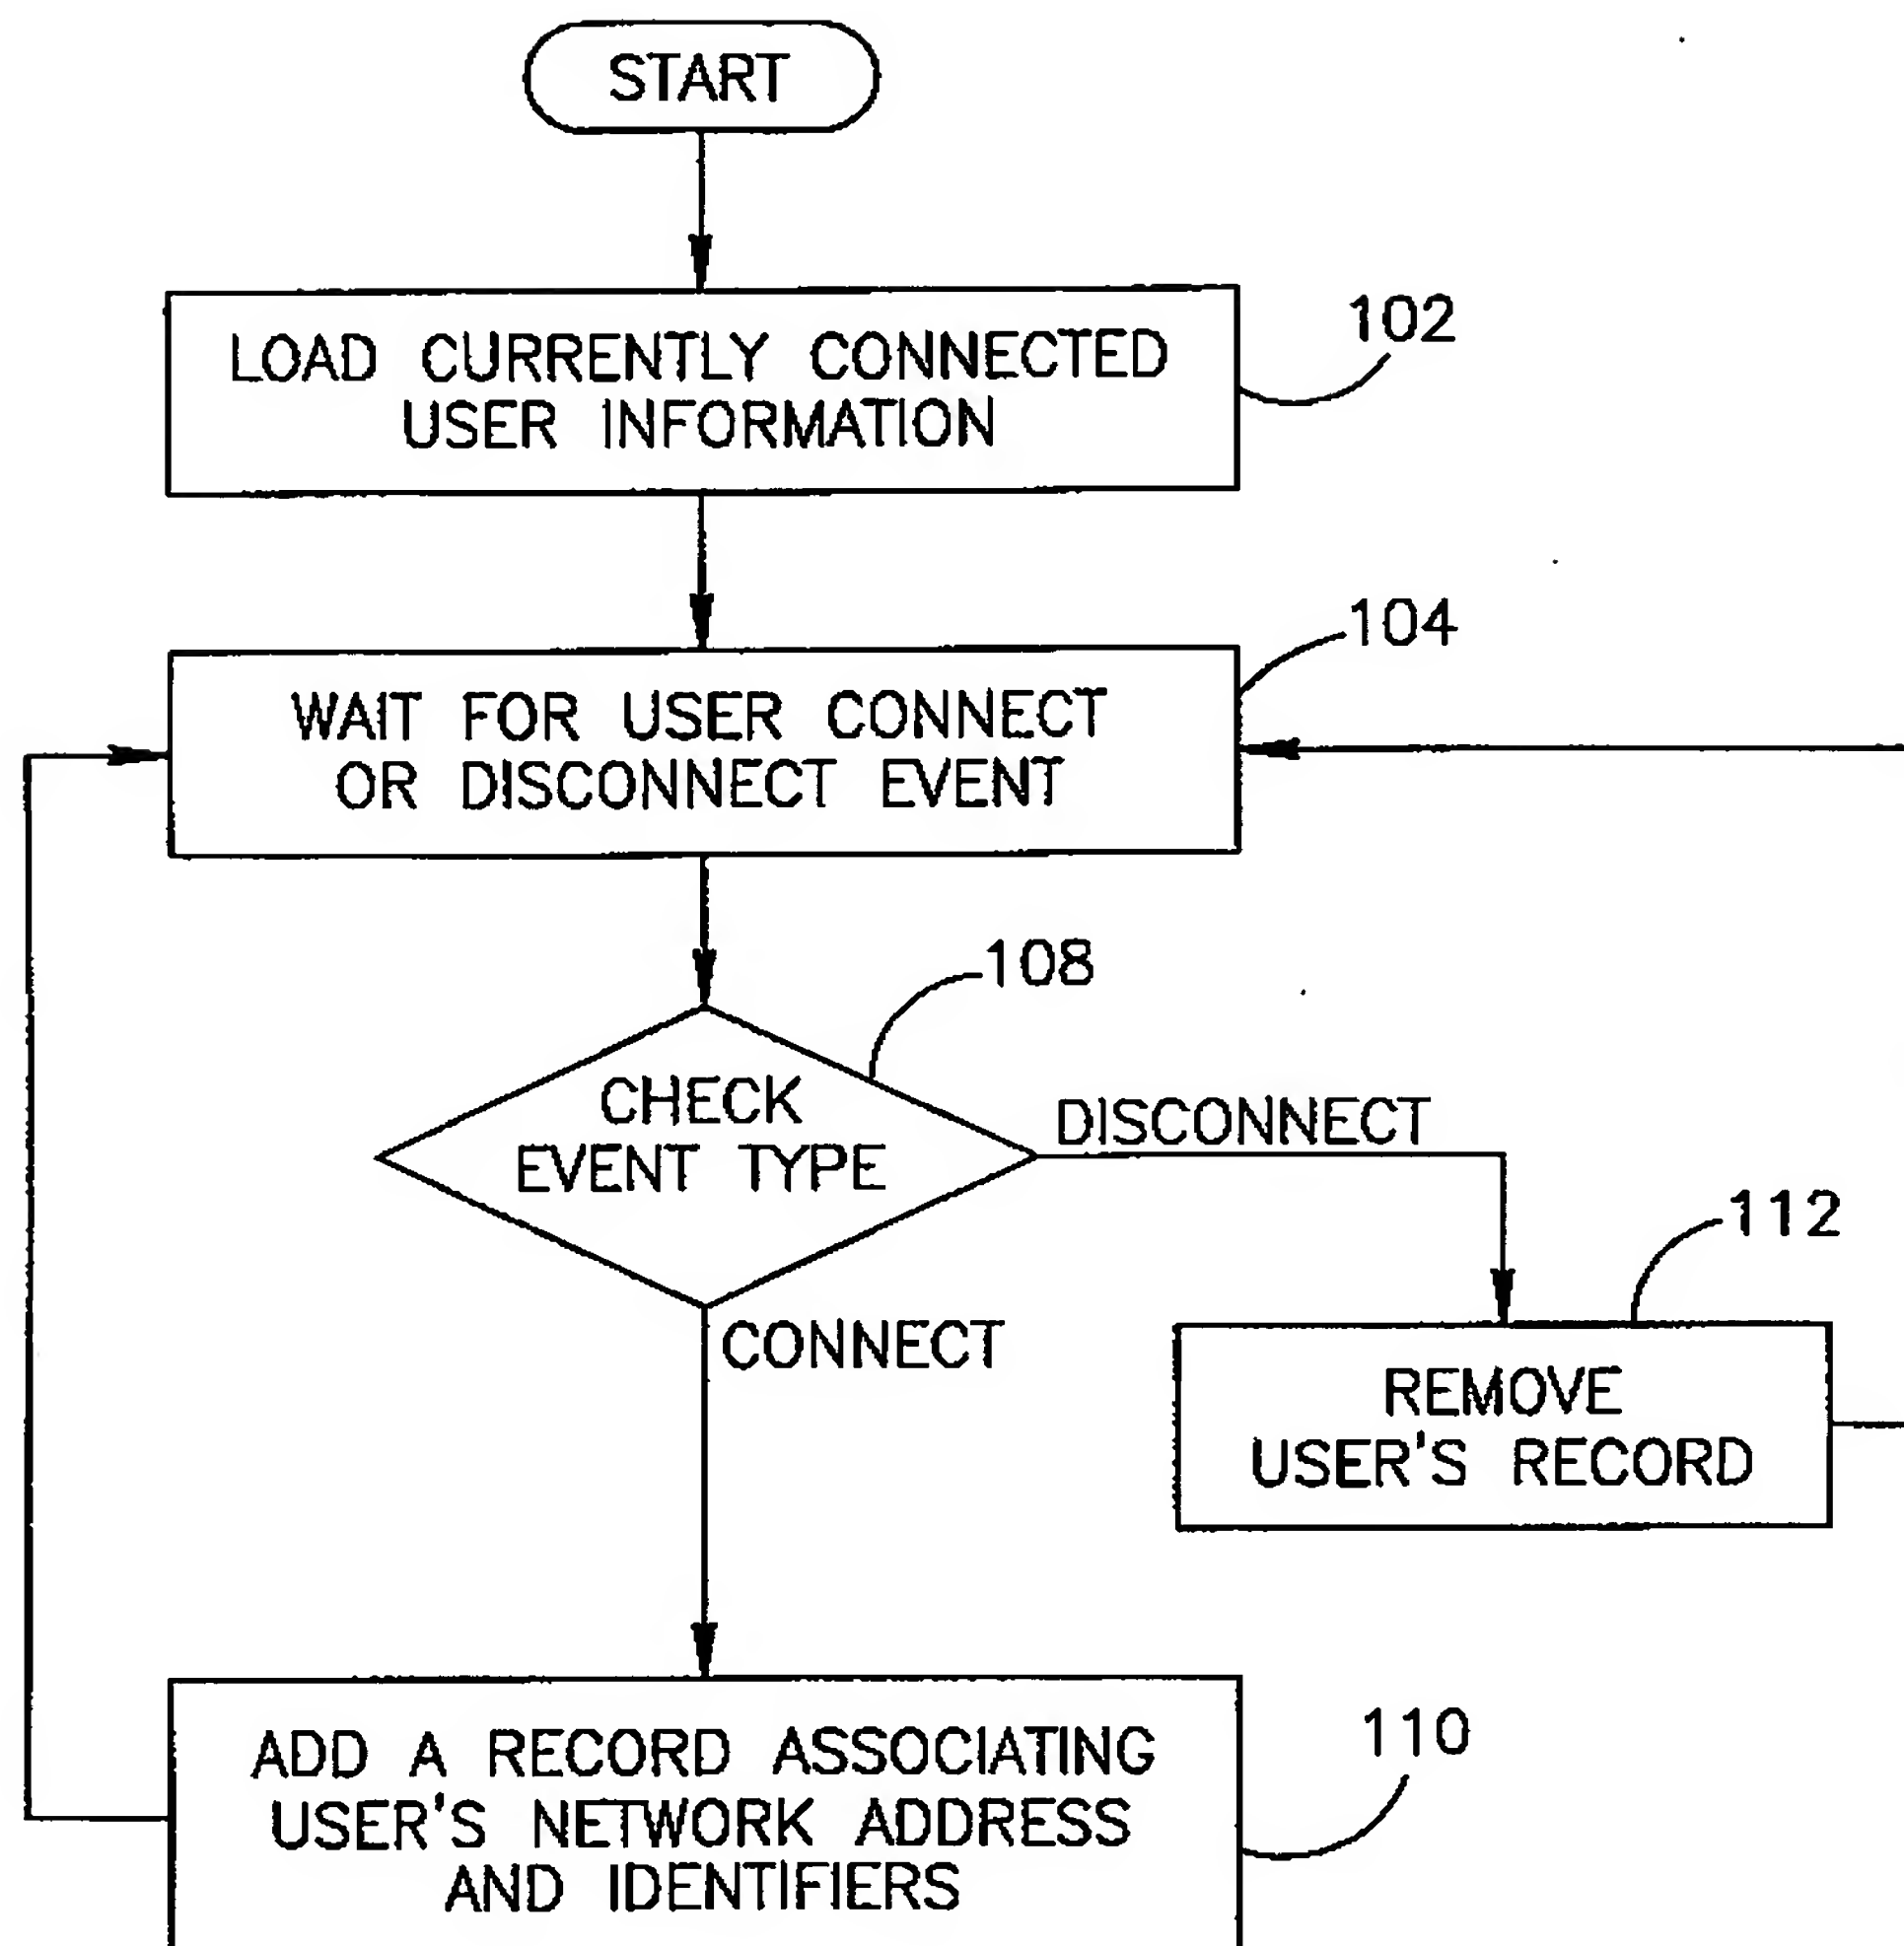 START
LOAD CURRENTLY CONNECTED
USER INFORMATION
102
WAIT FOR USER CONNECT
OR DISCONNECT EVENT
104
108
CHECK
EVENT TYPE
DISCONNECT
CONNECT
112
REMOVE
USER'S RECORD
ADD A RECORD ASSOCIATING
USER'S NETWORK ADDRESS
AND IDENTIFIERS
110